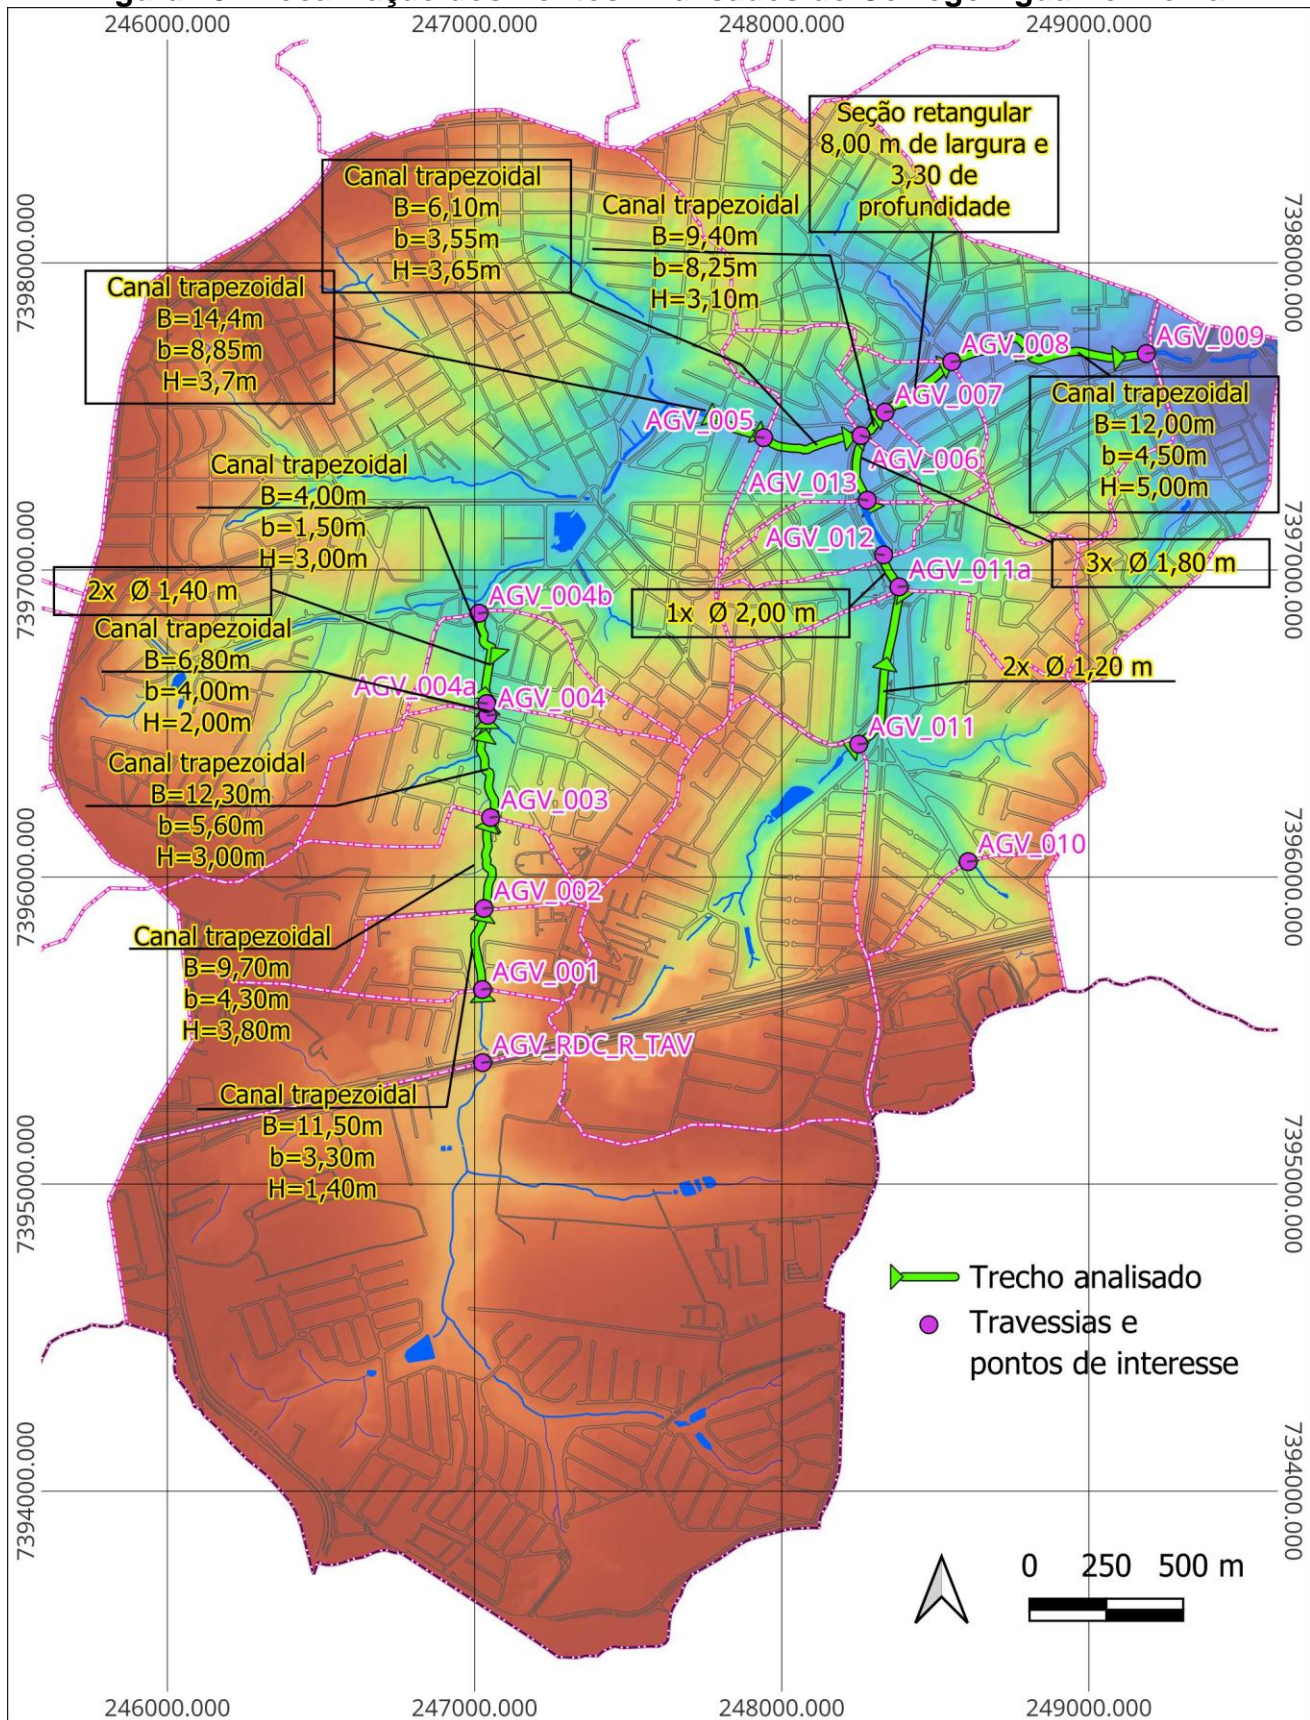 246000.000 247000.000 248000.000 249000.000
Seção retangular
8,00 m de largura e
3,30 de
profundidade
Canal trapezoidal
B=6,10m
b=3,55m
H=3,65m
Canal trapezoidal
B=9,40m
b=8,25m
H=3,10m
7398000.000
7398000.000
Canal trapezoidal
B=14,4m
b=8,85m
H=3,7m
AGV_009
AGV_008
AGV_007
AGV_005
AGV_006
Canal trapezoidal
B=12,00m
b=4,50m
H=5,00m
Canal trapezoidal
B=4,00m
b=1,50m
H=3,00m
AGV_013
AGV_012
7397000.000
7397000.000
3x Ø 1,80 m
AGV_011a
2x Ø 1,40 m
AGV_004b
1x Ø 2,00 m
Canal trapezoidal
B=6,80m
b=4,00m
H=2,00m
2x Ø 1,20 m
AGV_004a
AGV_004
AGV_011
Canal trapezoidal
B=12,30m
b=5,60m
H=3,00m
AGV_003
AGV_010
7396000.000
7396000.000
AGV_002
Canal trapezoidal
B=9,70m
b=4,30m
H=3,80m
AGV_001
AGV_RDC_R_TAV
Canal trapezoidal
B=11,50m
b=3,30m
H=1,40m
7395000.000
7395000.000
Trecho analisado
Travessias e
pontos de interesse
7394000.000
7394000.000
0 250 500 m
246000.000 247000.000 248000.000 249000.000